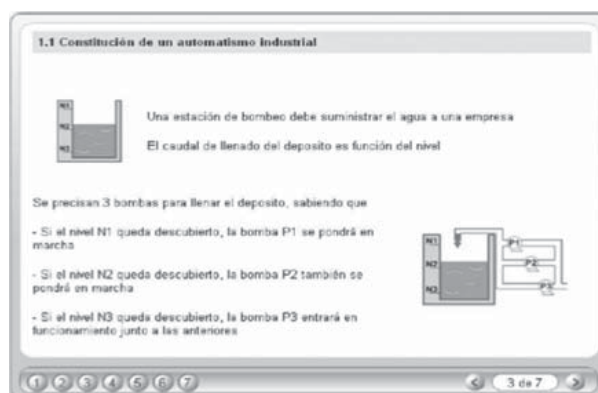 1.1 Constitución de un automatismo industrial
N1
N2
N3
Una estación de bombeo debe suministrar el agua a una empresa
El caudal de llenado del deposito es función del nivel
Se precisan 3 bombas para llenar el deposito, sabiendo que
- Si el nivel N1 queda descubierto, la bomba P1 se pondrá en
marcha
- Si el nivel N2 queda descubierto, la bomba P2 también se
pondrá en marcha
- Si el nivel N3 queda descubierto, la bomba P3 entrará en
funcionamiento junto a las anteriores
N1
N2
N3
P1
P2
P3
1 2 3 4 5 6 7
3 de 7